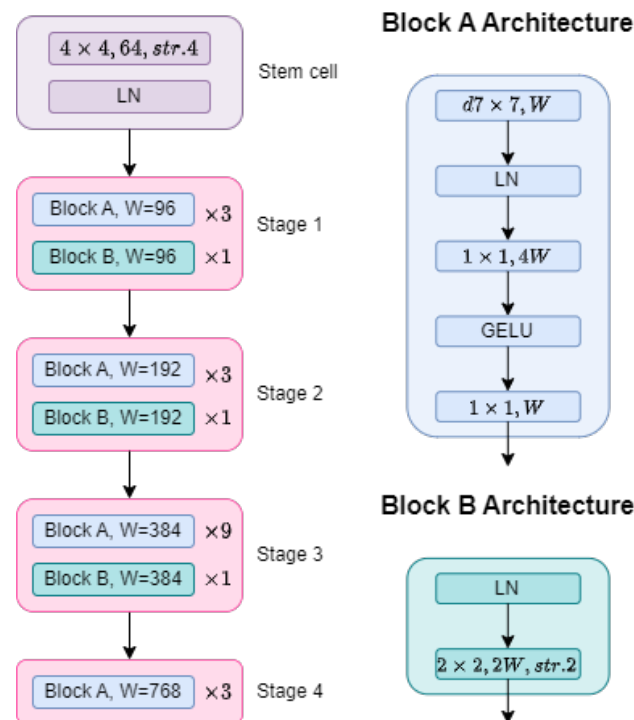 4 × 4, 64, str.4
LN
Stem cell
Block A, W=96 ×3
Block B, W=96 ×1
Stage 1
Block A, W=192 ×3
Block B, W=192 ×1
Stage 2
Block A, W=384 ×9
Block B, W=384 ×1
Stage 3
Block A, W=768 ×3
Stage 4
Block A Architecture
d7 × 7, W
LN
1 × 1, 4W
GELU
1 × 1, W
Block B Architecture
LN
2 × 2, 2W, str.2